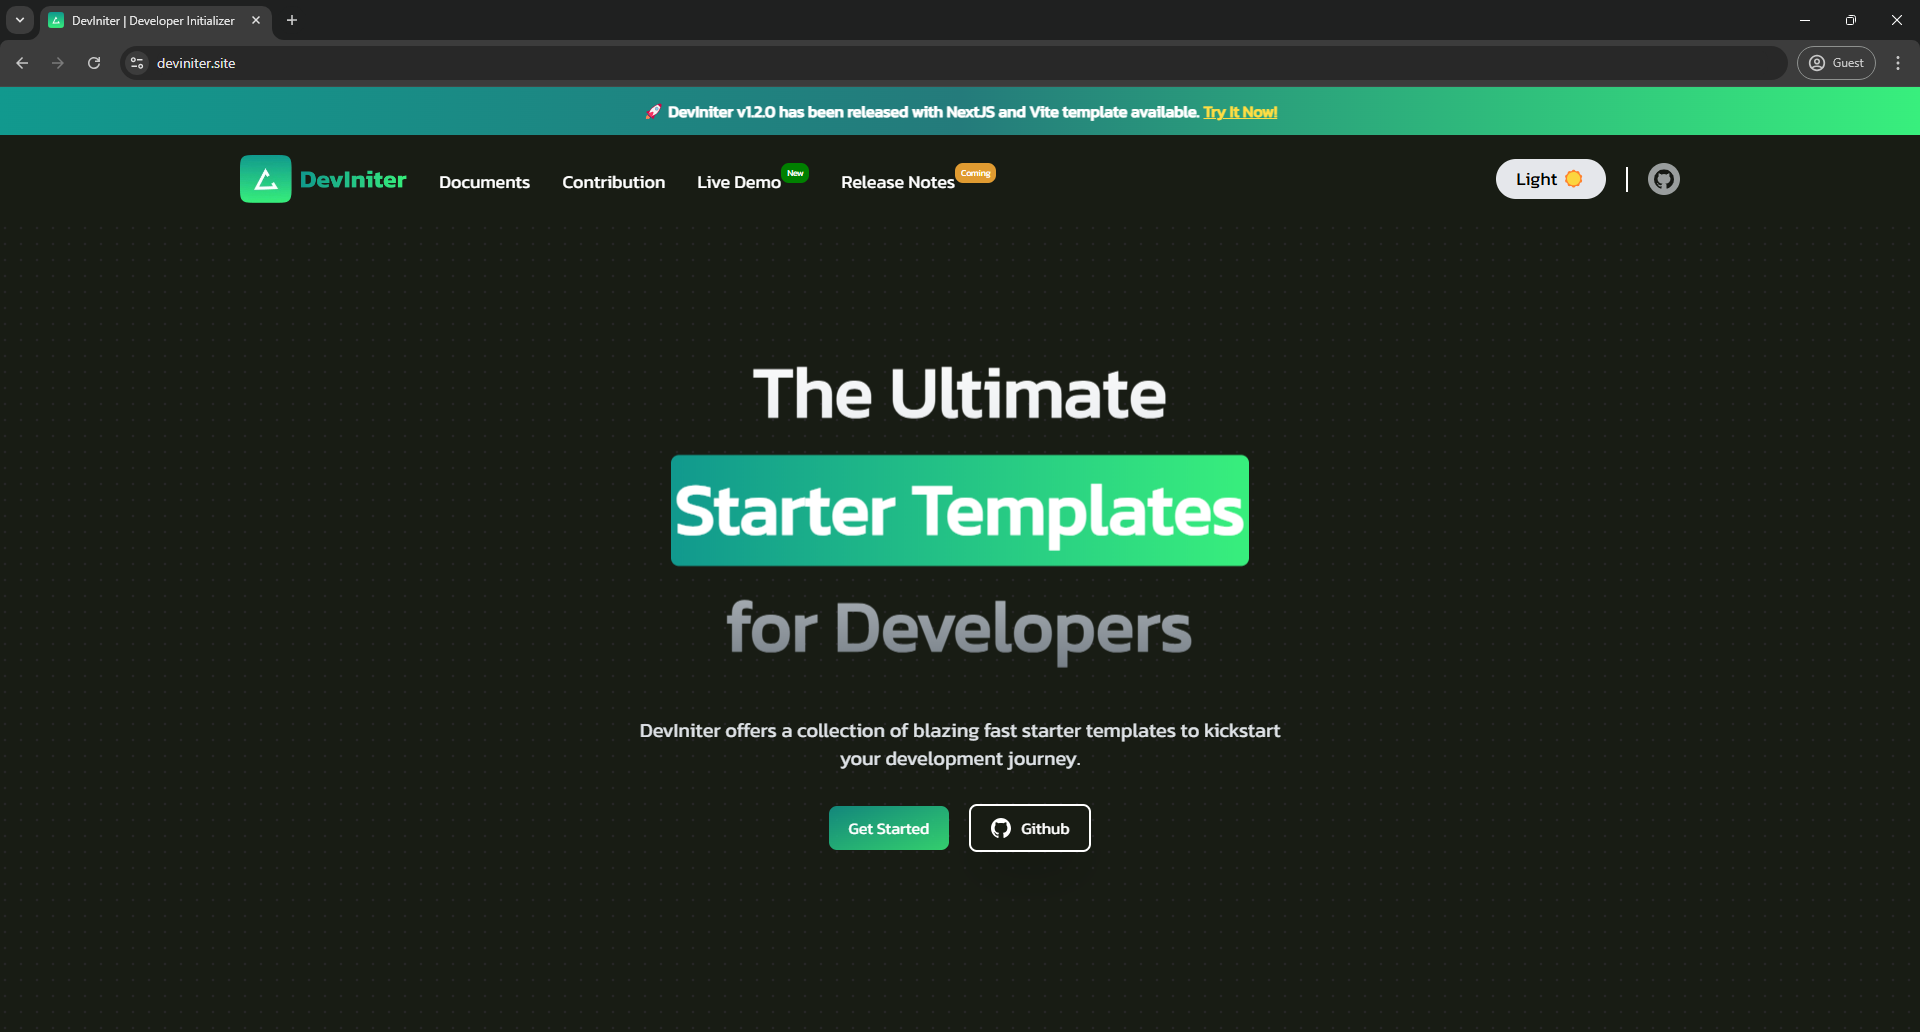 DevIniter | Developer Initializer
deviniter.site
Guest
🚀 DevIniter v1.2.0 has been released with NextJS and Vite template available. Try It Now!
DevIniter
Documents
Contribution
Live Demo New
Release Notes Coming
Light
The Ultimate
Starter Templates
for Developers
DevIniter offers a collection of blazing fast starter templates to kickstart
your development journey.
Get Started
Github